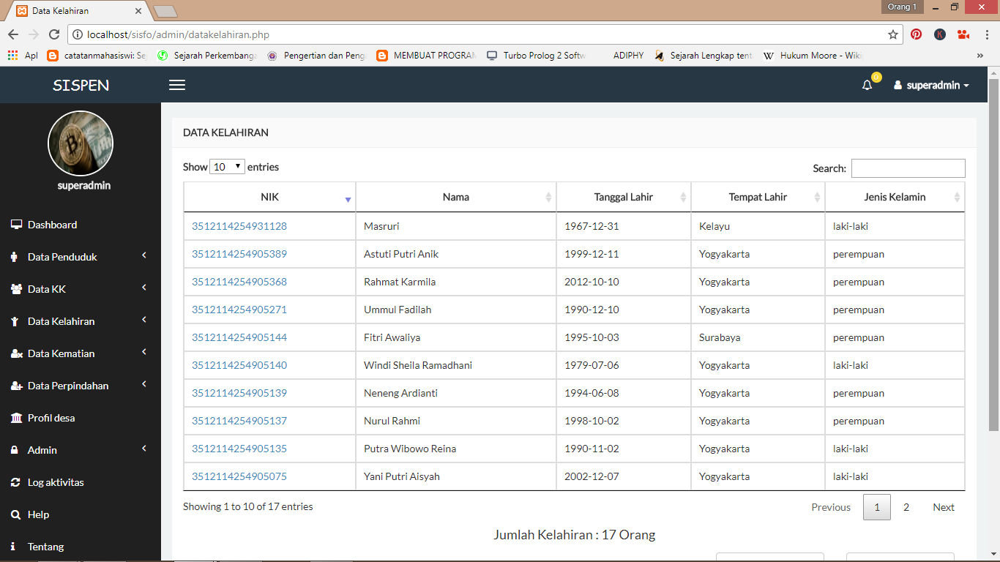 Data Kelahiran
Orang 1
localhost/sisfo/admin/datakelahiran.php
Apl catatanmahasiswi: Se Sejarah Perkembanga Pengertian dan Peng MEMBUAT PROGRAM Turbo Prolog 2 Softw ADIPHY Sejarah Lengkap tent Hukum Moore - Wiki »
SISPEN
0
superadmin
superadmin
Dashboard
Data Penduduk
Data KK
Data Kelahiran
Data Kematian
Data Perpindahan
Profil desa
Admin
Log aktivitas
Help
Tentang
DATA KELAHIRAN
Show 10 entries
Search:
NIK Nama Tanggal Lahir Tempat Lahir Jenis Kelamin
3512114254931128 Masruri 1967-12-31 Kelayu laki-laki
3512114254905389 Astuti Putri Anik 1999-12-11 Yogyakarta perempuan
3512114254905368 Rahmat Karmila 2012-10-10 Yogyakarta perempuan
3512114254905271 Ummul Fadilah 1990-12-10 Yogyakarta perempuan
3512114254905144 Fitri Awaliya 1995-10-03 Surabaya perempuan
3512114254905140 Windi Sheila Ramadhani 1979-07-06 Yogyakarta laki-laki
3512114254905139 Neneng Ardianti 1994-06-08 Yogyakarta perempuan
3512114254905137 Nurul Rahmi 1998-10-02 Yogyakarta perempuan
3512114254905135 Putra Wibowo Reina 1990-11-02 Yogyakarta laki-laki
3512114254905075 Yani Putri Aisyah 2002-12-07 Yogyakarta laki-laki
Showing 1 to 10 of 17 entries
Previous 1 2 Next
Jumlah Kelahiran : 17 Orang